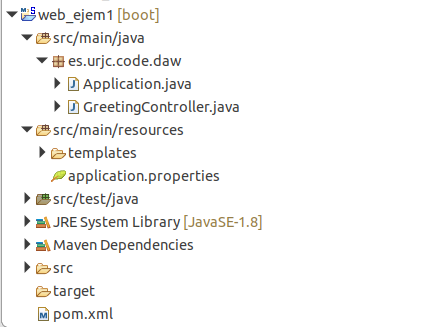 web_ejem1 [boot]
src/main/java
es.urjc.code.daw
Application.java
GreetingController.java
src/main/resources
templates
application.properties
src/test/java
JRE System Library [JavaSE-1.8]
Maven Dependencies
src
target
pom.xml